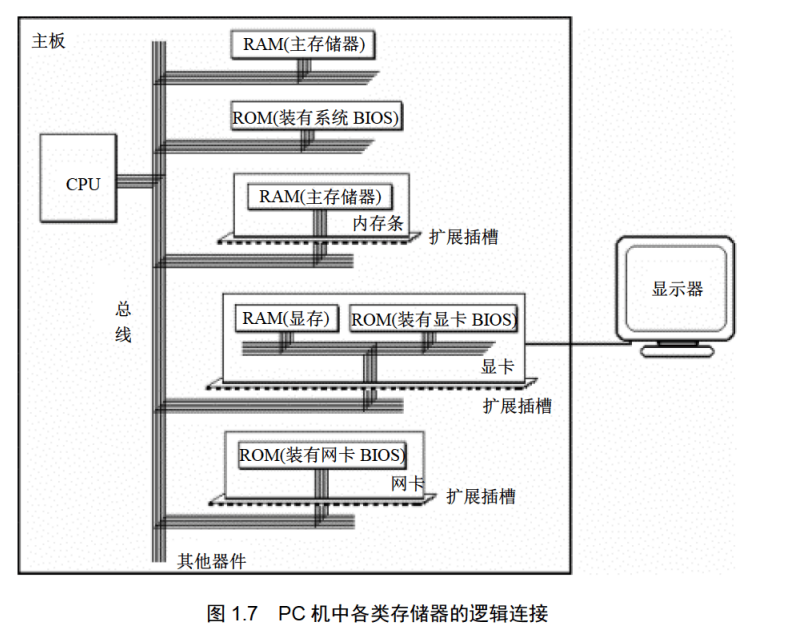 主板
RAM(主存储器)
ROM(装有系统 BIOS)
CPU
RAM(主存储器)
内存条
扩展插槽
总线
RAM(显存)
ROM(装有显卡 BIOS)
显卡
扩展插槽
显示器
ROM(装有网卡 BIOS)
网卡
扩展插槽
其他器件
图 1.7 PC 机中各类存储器的逻辑连接